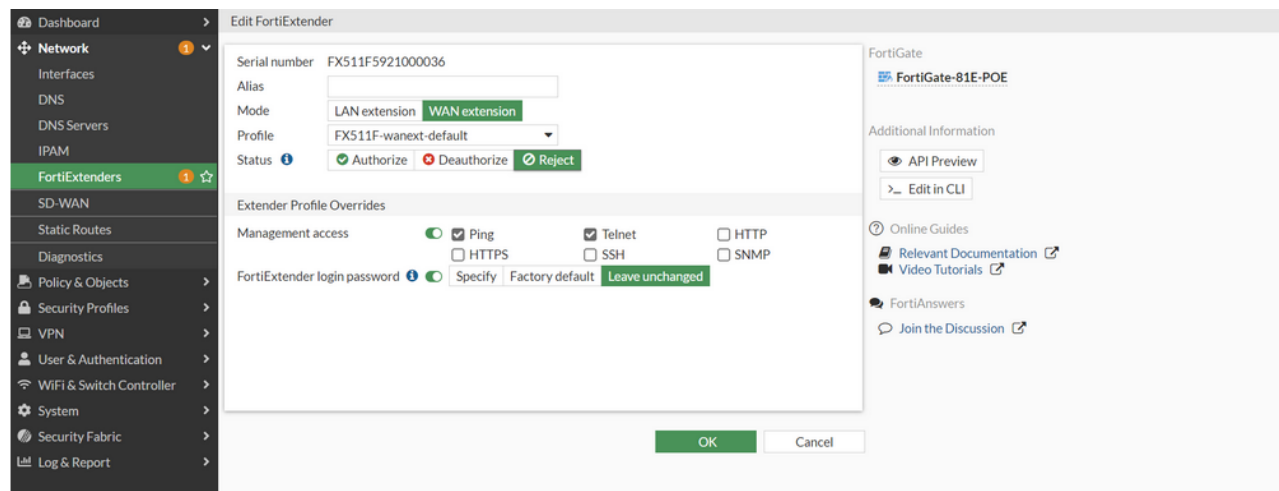 Dashboard
Network 1
Interfaces
DNS
DNS Servers
IPAM
FortiExtenders 1
SD-WAN
Static Routes
Diagnostics
Policy & Objects
Security Profiles
VPN
User & Authentication
WiFi & Switch Controller
System
Security Fabric
Log & Report
Edit FortiExtender
Serial number FX511F5921000036
Alias
Mode LAN extension WAN extension
Profile FX511F-wanext-default
Status Authorize Deauthorize Reject
Extender Profile Overrides
Management access Ping Telnet HTTP
HTTPS SSH SNMP
FortiExtender login password Specify Factory default Leave unchanged
OK Cancel
FortiGate
FortiGate-81E-POE
Additional Information
API Preview
>_ Edit in CLI
Online Guides
Relevant Documentation
Video Tutorials
FortiAnswers
Join the Discussion